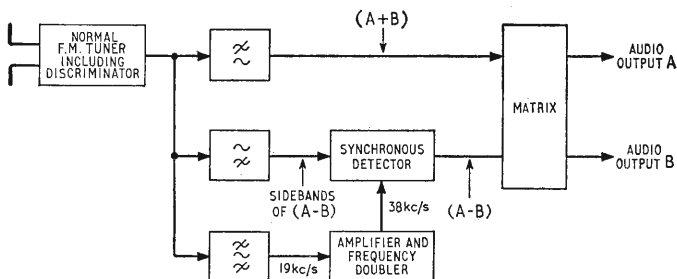 NORMAL
F.M. TUNER
INCLUDING
DISCRIMINATOR
(A+B)
MATRIX
AUDIO
OUTPUT A
SIDEBANDS
OF (A-B)
SYNCHRONOUS
DETECTOR
(A-B)
AUDIO
OUTPUT B
38kc/s
19kc/s
AMPLIFIER AND
FREQUENCY
DOUBLER